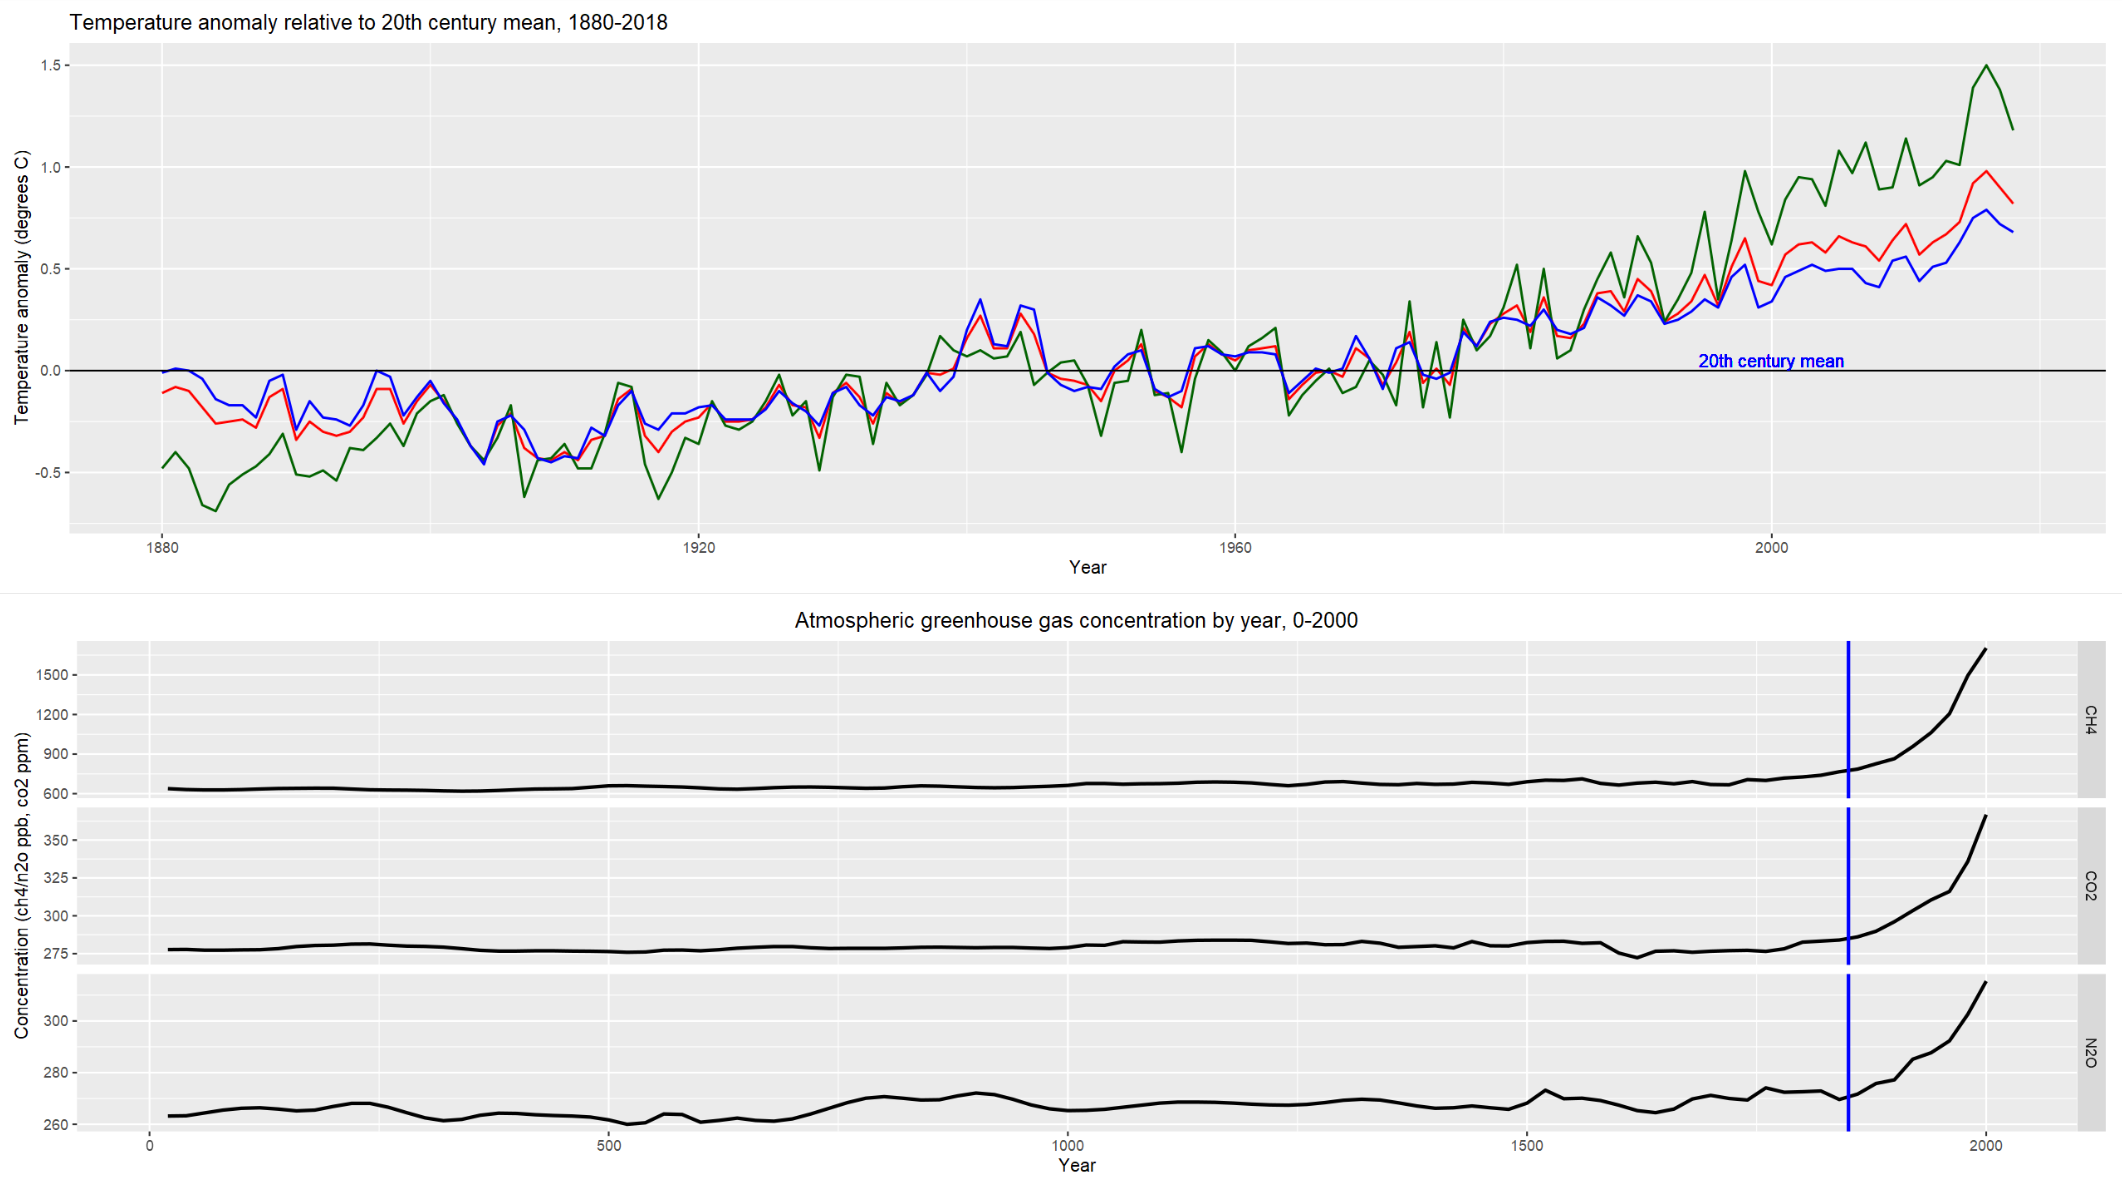 Temperature anomaly relative to 20th century mean, 1880-2018
Temperature anomaly (degrees C)
1.5
1.0
0.5
0.0
-0.5
20th century mean
1880 1920 1960 2000
Year
Atmospheric greenhouse gas concentration by year, 0-2000
Concentration (ch4/n2o ppb, co2 ppm)
1500
1200
900
600
CH4
350
325
300
275
CO2
300
280
260
N2O
0 500 1000 1500 2000
Year